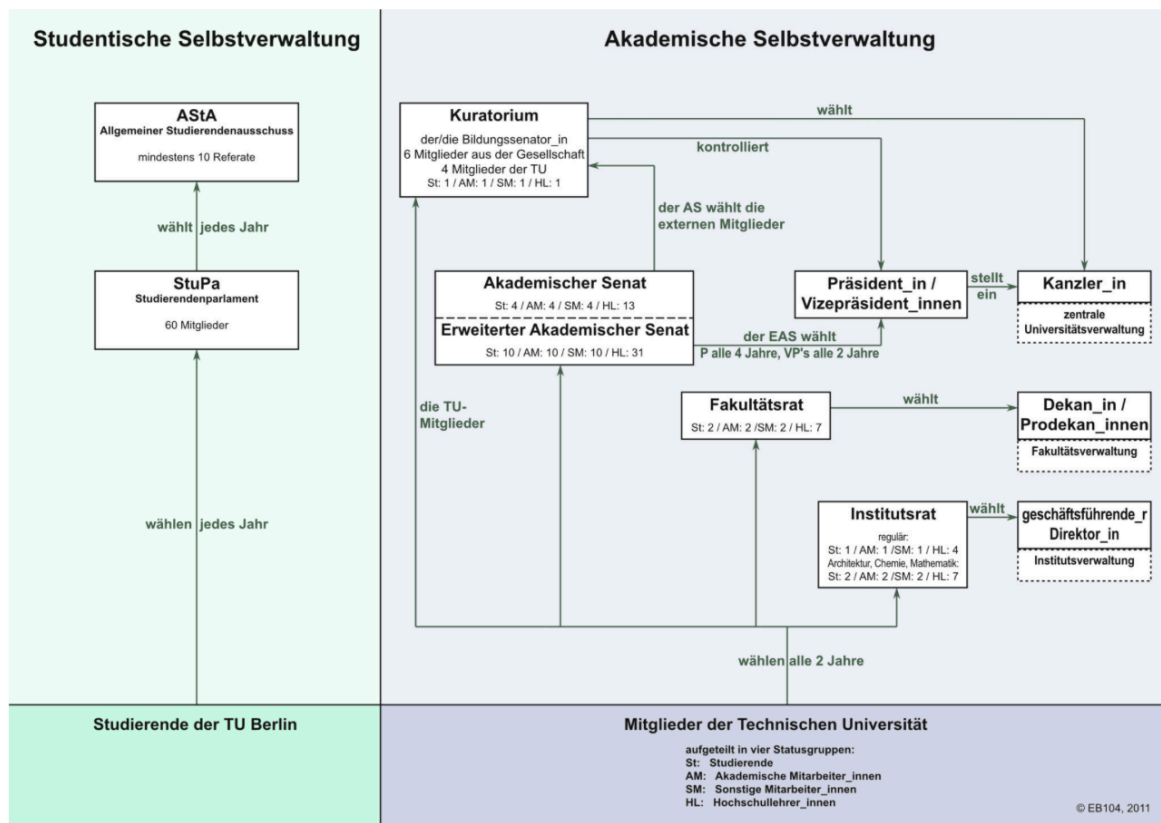 Studentische Selbstverwaltung
AStA
Allgemeiner Studierendenausschuss
mindestens 10 Referate
wählt jedes Jahr
StuPa
Studierendenparlament
60 Mitglieder
wählen jedes Jahr
Studierende der TU Berlin
Akademische Selbstverwaltung
Kuratorium
der/die Bildungssenator_in
6 Mitglieder aus der Gesellschaft
4 Mitglieder der TU
St: 1 / AM: 1 / SM: 1 / HL: 1
wählt
kontrolliert
der AS wählt die
externen Mitglieder
Akademischer Senat
St: 4 / AM: 4 / SM: 4 / HL: 13
Erweiterter Akademischer Senat
St: 10 / AM: 10 / SM: 10 / HL: 31
der EAS wählt
P alle 4 Jahre, VP's alle 2 Jahre
Präsident_in /
Vizepräsident_innen
stellt
ein
Kanzler_in
zentrale
Universitätsverwaltung
die TU-
Mitglieder
Fakultätsrat
St: 2 / AM: 2 /SM: 2 / HL: 7
wählt
Dekan_in /
Prodekan_innen
Fakultätsverwaltung
Institutsrat
regulär:
St: 1 / AM: 1 /SM: 1 / HL: 4
Architektur, Chemie, Mathematik:
St: 2 / AM: 2 /SM: 2 / HL: 7
wählt
geschäftsführende_r
Direktor_in
Institutsverwaltung
wählen alle 2 Jahre
Mitglieder der Technischen Universität
aufgeteilt in vier Statusgruppen:
St: Studierende
AM: Akademische Mitarbeiter_innen
SM: Sonstige Mitarbeiter_innen
HL: Hochschullehrer_innen
© EB104, 2011